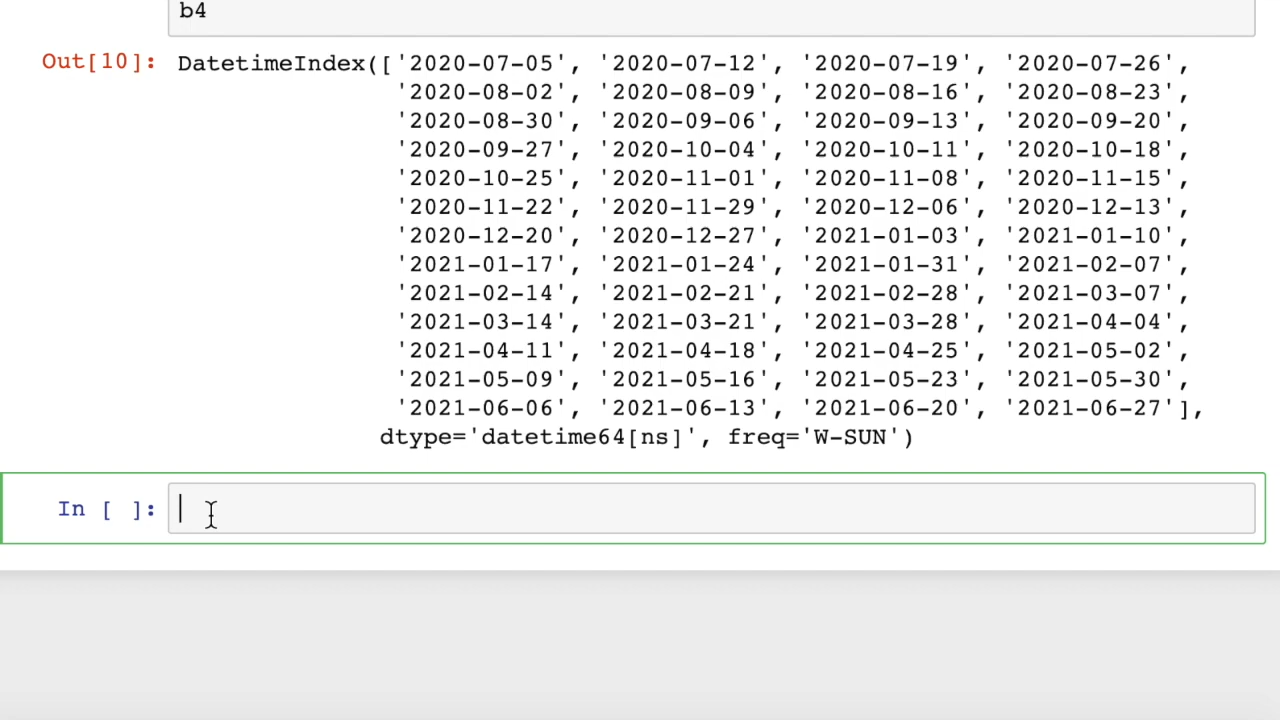 b4
Out[10]: DatetimeIndex(['2020-07-05', '2020-07-12', '2020-07-19', '2020-07-26',
'2020-08-02', '2020-08-09', '2020-08-16', '2020-08-23',
'2020-08-30', '2020-09-06', '2020-09-13', '2020-09-20',
'2020-09-27', '2020-10-04', '2020-10-11', '2020-10-18',
'2020-10-25', '2020-11-01', '2020-11-08', '2020-11-15',
'2020-11-22', '2020-11-29', '2020-12-06', '2020-12-13',
'2020-12-20', '2020-12-27', '2021-01-03', '2021-01-10',
'2021-01-17', '2021-01-24', '2021-01-31', '2021-02-07',
'2021-02-14', '2021-02-21', '2021-02-28', '2021-03-07',
'2021-03-14', '2021-03-21', '2021-03-28', '2021-04-04',
'2021-04-11', '2021-04-18', '2021-04-25', '2021-05-02',
'2021-05-09', '2021-05-16', '2021-05-23', '2021-05-30',
'2021-06-06', '2021-06-13', '2021-06-20', '2021-06-27'],
dtype='datetime64[ns]', freq='W-SUN')
In [ ]: